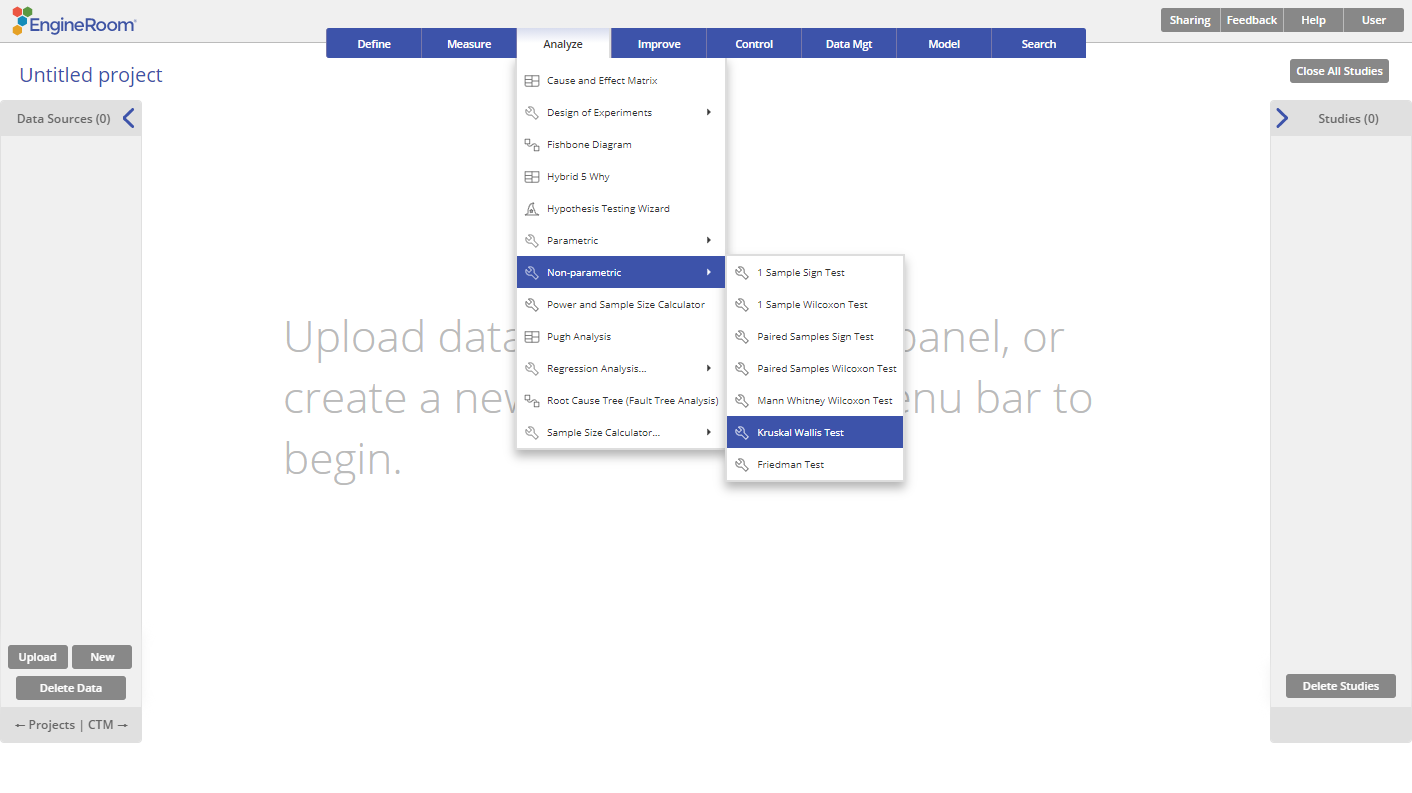 EngineRoom
Sharing Feedback Help User
Define Measure Analyze Improve Control Data Mgt Model Search
Untitled project
Close All Studies
Data Sources (0)
Studies (0)
Cause and Effect Matrix
Design of Experiments
Fishbone Diagram
Hybrid 5 Why
Hypothesis Testing Wizard
Parametric
Non-parametric
Power and Sample Size Calculator
Pugh Analysis
Regression Analysis...
Root Cause Tree (Fault Tree Analysis)
Sample Size Calculator...
1 Sample Sign Test
1 Sample Wilcoxon Test
Paired Samples Sign Test
Paired Samples Wilcoxon Test
Mann Whitney Wilcoxon Test
Kruskal Wallis Test
Friedman Test
Upload data panel, or
create a new menu bar to
begin.
Upload New
Delete Data
← Projects | CTM →
Delete Studies